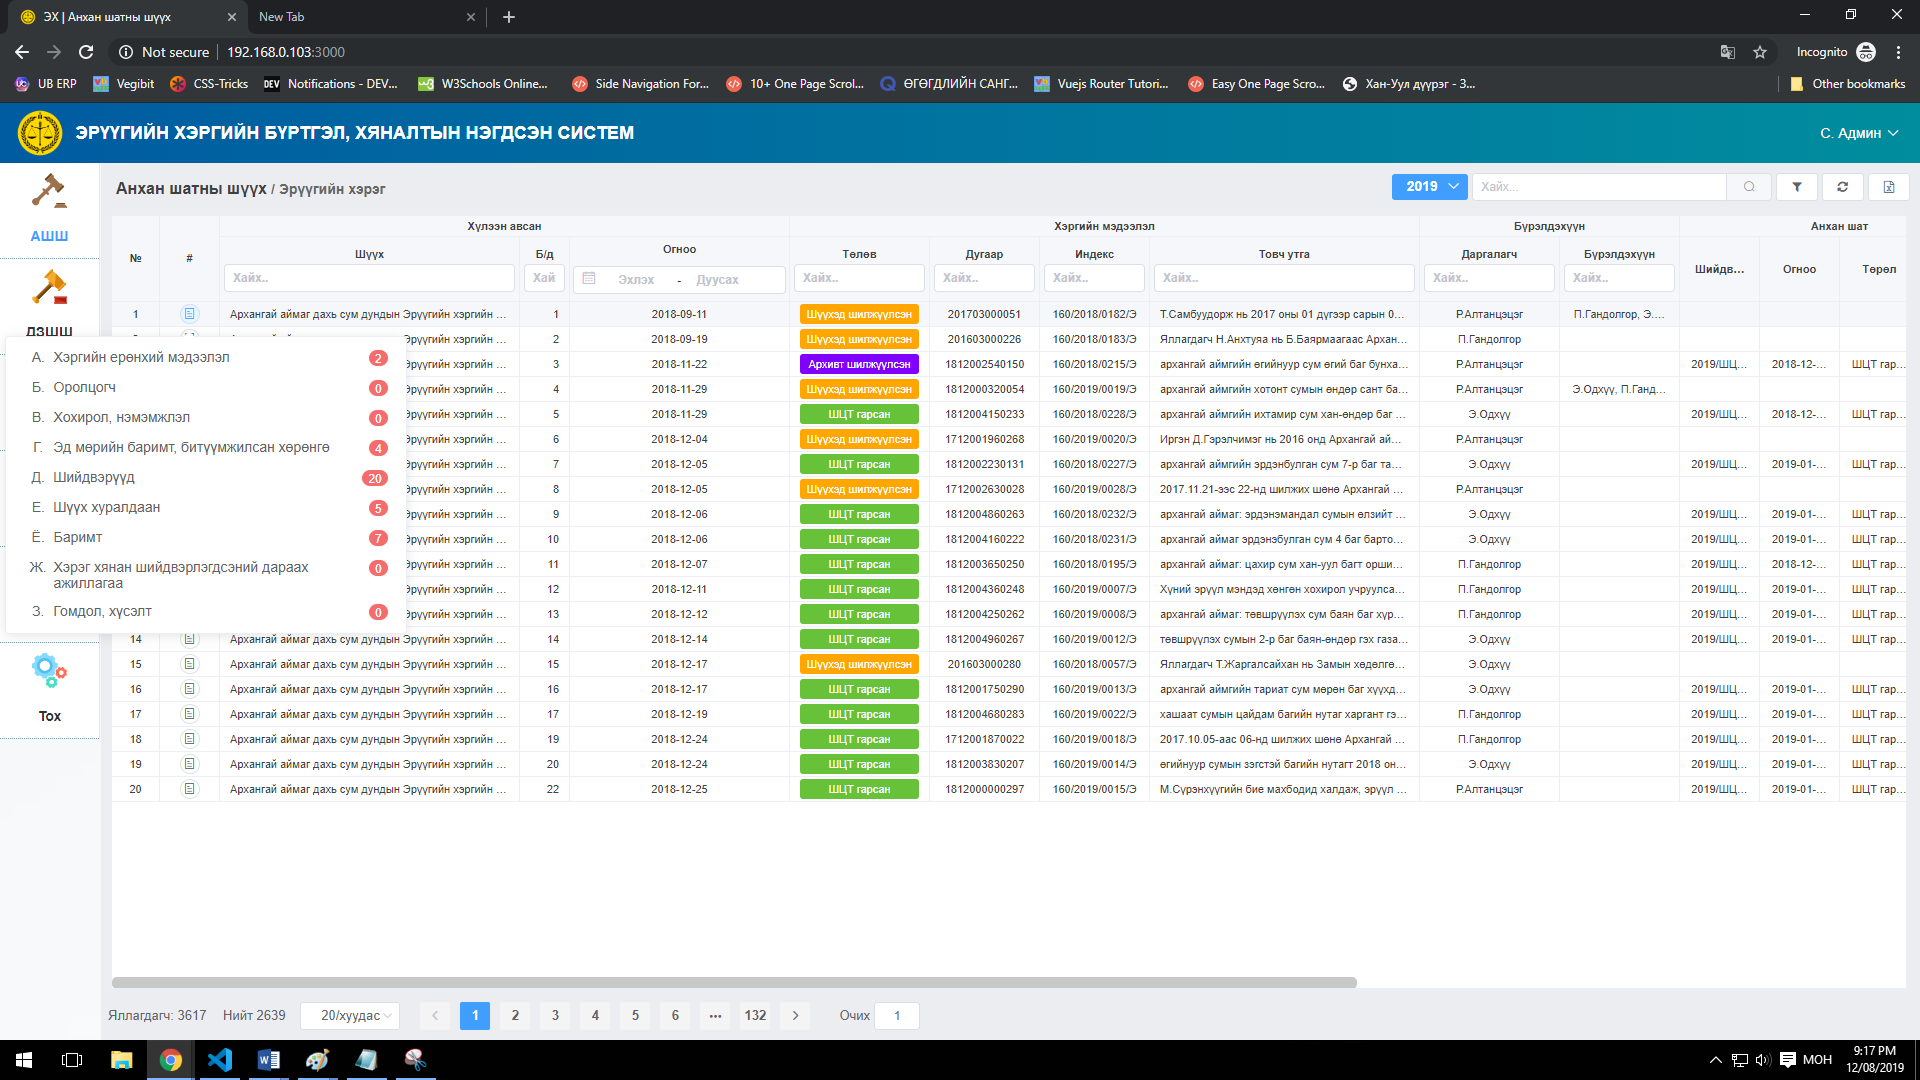 ЭХ | Анхан шатны шүүх
New Tab
Not secure
192.168.0.103:3000
Incognito
UB ERP
Vegibit
CSS-Tricks
DEV
Notifications - DEV...
W3Schools Online...
Side Navigation For...
10+ One Page Scrol...
ӨГӨГДЛИЙН САНГ...
Vuejs Router Tutori...
Easy One Page Scro...
Хан-Уул дүүрэг - З...
Other bookmarks
ЭРҮҮГИЙН ХЭРГИЙН БҮРТГЭЛ, ХЯНАЛТЫН НЭГДСЭН СИСТЕМ
С. Админ
АШШ
ДЗШШ
Тох
Анхан шатны шүүх / Эрүүгийн хэрэг
2019
Хайх...
Хүлээн авсан
Хэргийн мэдээлэл
Бүрэлдэхүүн
Анхан шат
№ # Шүүх Б/д Огноо Төлөв Дугаар Индекс Товч утга Даргалагч Бүрэлдэхүүн Шийдв... Огноо Төрөл
Хайх.. Хай Эхлэх - Дуусах Хайх.. Хайх.. Хайх.. Хайх.. Хайх.. Хайх..
1 Архангай аймаг дахь сум дундын Эрүүгийн хэргийн ... 1 2018-09-11 Шүүхэд шилжүүлсэн 201703000051 160/2018/0182/Э Т.Самбуудорж нь 2017 оны 01 дүгээр сарын 0... Р.Алтанцэцэг П.Гандолгор, Э....
Эрүүгийн хэргийн ... 2 2018-09-19 Шүүхэд шилжүүлсэн 201603000226 160/2018/0183/Э Яллагдагч Н.Анхтуяа нь Б.Баярмаагаас Архан... П.Гандолгор
Эрүүгийн хэргийн ... 3 2018-11-22 Архивт шилжүүлсэн 1812002540150 160/2018/0215/Э архангай аймгийн өгийнуур сум өгий баг бунха... Р.Алтанцэцэг 2019/ШЦ... 2018-12-... ШЦТ гар...
Эрүүгийн хэргийн ... 4 2018-11-29 Шүүхэд шилжүүлсэн 1812000320054 160/2019/0019/Э архангай аймгийн хотонт сумын өндөр сант ба... Р.Алтанцэцэг Э.Одхүү, П.Ганд...
Эрүүгийн хэргийн ... 5 2018-11-29 ШЦТ гарсан 1812004150233 160/2018/0228/Э архангай аймгийн ихтамир сум хан-өндөр баг ... Э.Одхүү 2019/ШЦ... 2018-12-... ШЦТ гар...
Эрүүгийн хэргийн ... 6 2018-12-04 Шүүхэд шилжүүлсэн 1712001960268 160/2019/0020/Э Иргэн Д.Гэрэлчимэг нь 2016 онд Архангай ай... Р.Алтанцэцэг
Эрүүгийн хэргийн ... 7 2018-12-05 ШЦТ гарсан 1812002230131 160/2018/0227/Э архангай аймгийн эрдэнбулган сум 7-р баг та... Э.Одхүү 2019/ШЦ... 2019-01-... ШЦТ гар...
Эрүүгийн хэргийн ... 8 2018-12-05 Шүүхэд шилжүүлсэн 1712002630028 160/2019/0028/Э 2017.11.21-ээс 22-нд шилжих шөнө Архангай ... Р.Алтанцэцэг
Эрүүгийн хэргийн ... 9 2018-12-06 ШЦТ гарсан 1812004860263 160/2018/0232/Э архангай аймаг: эрдэнэмандал сумын өлзийт ... Э.Одхүү 2019/ШЦ... 2019-01-... ШЦТ гар...
Эрүүгийн хэргийн ... 10 2018-12-06 ШЦТ гарсан 1812004160222 160/2018/0231/Э архангай аймаг эрдэнэбулган сум 4 баг барто... Э.Одхүү 2019/ШЦ... 2019-01-... ШЦТ гар...
Эрүүгийн хэргийн ... 11 2018-12-07 ШЦТ гарсан 1812003650250 160/2018/0195/Э архангай аймаг: цахир сум хан-уул багт орши... П.Гандолгор 2019/ШЦ... 2018-12-... ШЦТ гар...
Эрүүгийн хэргийн ... 12 2018-12-11 ШЦТ гарсан 1812004360248 160/2019/0007/Э Хүний эрүүл мэндэд хөнгөн хохирол учруулса... П.Гандолгор 2019/ШЦ... 2019-01-... ШЦТ гар...
Эрүүгийн хэргийн ... 13 2018-12-12 ШЦТ гарсан 1812004250262 160/2019/0008/Э архангай аймаг: төвшрүүлэх сум баян баг хүр... П.Гандолгор 2019/ШЦ... 2019-01-... ШЦТ гар...
14 Архангай аймаг дахь сум дундын Эрүүгийн хэргийн ... 14 2018-12-14 ШЦТ гарсан 1812004960267 160/2019/0012/Э төвшрүүлэх сумын 2-р баг баян-өндөр гэх газа... Э.Одхүү 2019/ШЦ... 2019-01-... ШЦТ гар...
15 Архангай аймаг дахь сум дундын Эрүүгийн хэргийн ... 15 2018-12-17 Шүүхэд шилжүүлсэн 201603000280 160/2018/0057/Э Яллагдагч Т.Жаргалсайхан нь Замын хөдөлгө... Э.Одхүү
16 Архангай аймаг дахь сум дундын Эрүүгийн хэргийн ... 16 2018-12-17 ШЦТ гарсан 1812001750290 160/2019/0013/Э архангай аймгийн тариат сум мөрөн баг хүүхд... Э.Одхүү 2019/ШЦ... 2019-01-... ШЦТ гар...
17 Архангай аймаг дахь сум дундын Эрүүгийн хэргийн ... 17 2018-12-19 ШЦТ гарсан 1812004680283 160/2019/0022/Э хашаат сумын цайдам багийн нутаг харгант гэ... П.Гандолгор 2019/ШЦ... 2019-01-... ШЦТ гар...
18 Архангай аймаг дахь сум дундын Эрүүгийн хэргийн ... 19 2018-12-24 ШЦТ гарсан 1712001870022 160/2019/0018/Э 2017.10.05-аас 06-нд шилжих шөнө Архангай ... П.Гандолгор 2019/ШЦ... 2019-01-... ШЦТ гар...
19 Архангай аймаг дахь сум дундын Эрүүгийн хэргийн ... 20 2018-12-24 ШЦТ гарсан 1812003830207 160/2019/0014/Э өгийнуур сумын зэгстэй багийн нутагт 2018 он... Э.Одхүү 2019/ШЦ... 2019-01-... ШЦТ гар...
20 Архангай аймаг дахь сум дундын Эрүүгийн хэргийн ... 22 2018-12-25 ШЦТ гарсан 1812000000297 160/2019/0015/Э М.Сүрэнхүүгийн бие махбодид халдаж, эрүүл ... Р.Алтанцэцэг 2019/ШЦ... 2019-01-... ШЦТ гар...
А. Хэргийн ерөнхий мэдээлэл 2
Б. Оролцогч 0
В. Хохирол, нэмэмжлэл 0
Г. Эд мөрийн баримт, битүүмжилсан хөрөнгө 4
Д. Шийдвэрүүд 20
Е. Шүүх хуралдаан 5
Ё. Баримт 7
Ж. Хэрэг хянан шийдвэрлэгдсэний дараах 0
ажиллагаа
З. Гомдол, хүсэлт 0
Яллагдагч: 3617 Нийт 2639 20/хуудас 1 2 3 4 5 6 ••• 132 Очих 1
МОН
9:17 PM
12/08/2019